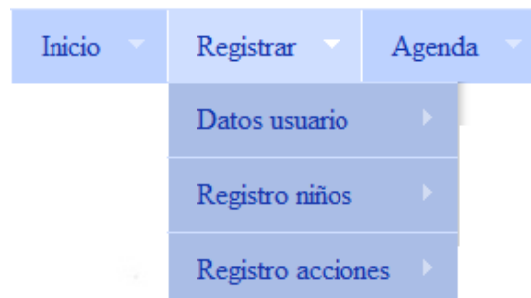 Inicio Registrar Agenda
Datos usuario
Registro niños
Registro acciones